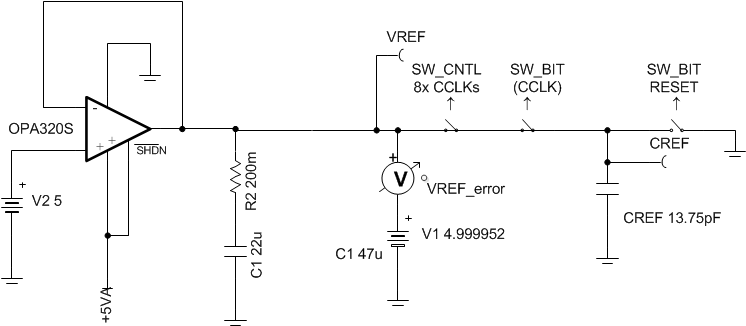 VREF
SW_CNTL
8x CCLKs
SW_BIT
(CCLK)
SW_BIT
RESET
-
OPA320S
+
+
SHDN
+
V2 5
R2 200m
C1 22u
+5VA
+
V
VREF_error
+
V1 4.999952
C1 47u
CREF
CREF 13.75pF